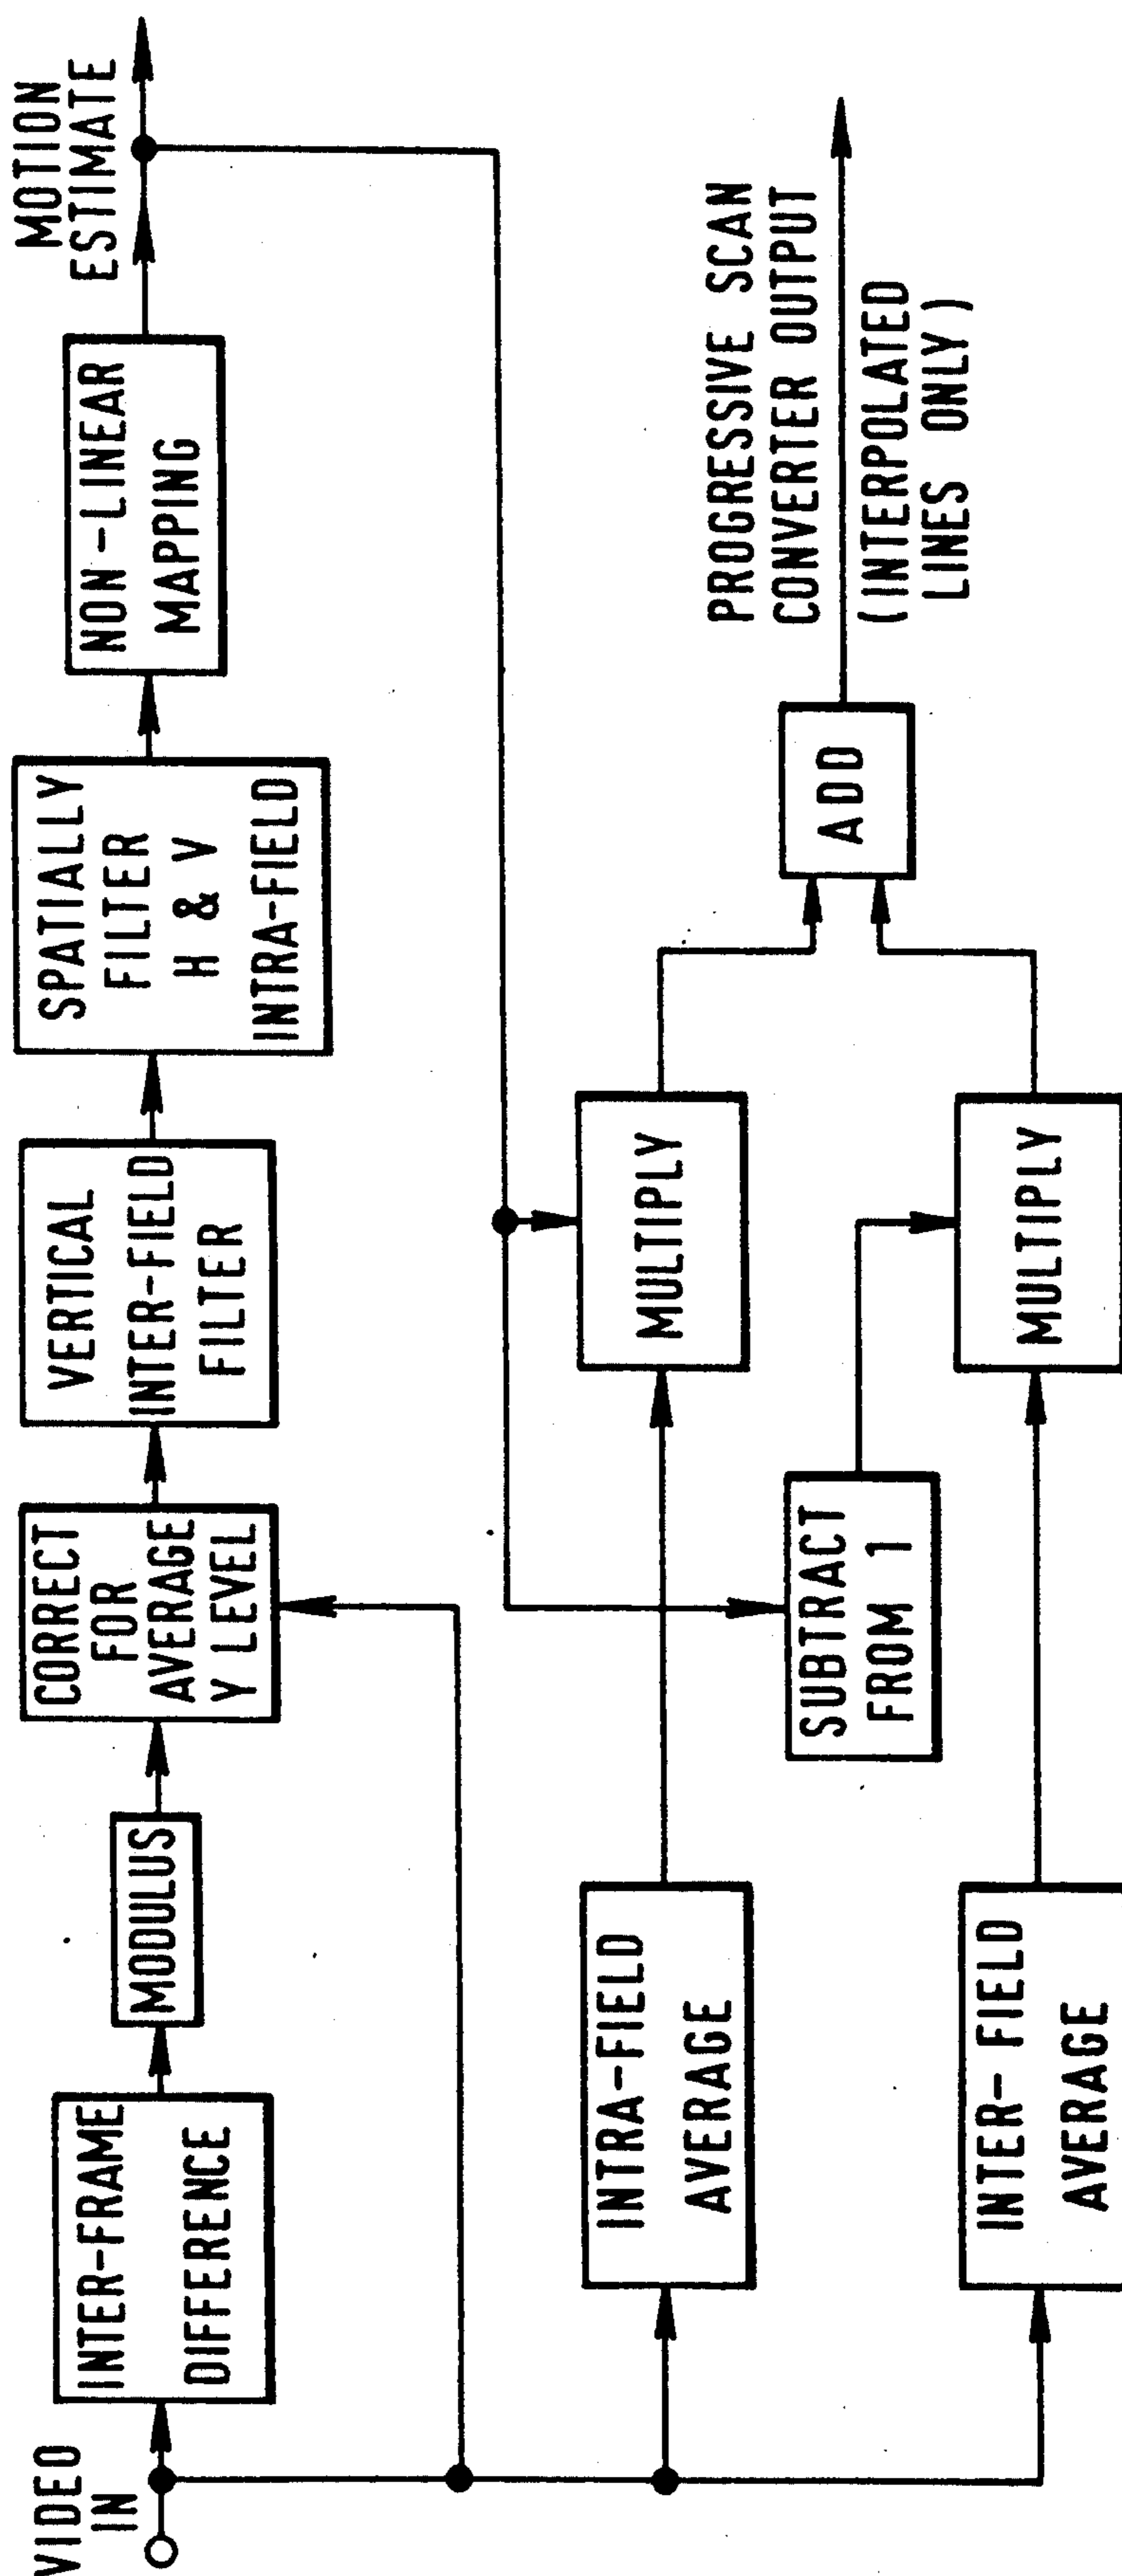 VIDEO
IN
INTER-FRAME
DIFFERENCE
MODULUS
CORRECT
FOR
AVERAGE
Y LEVEL
VERTICAL
INTER-FIELD
FILTER
SPATIALLY
FILTER
H & V
INTRA-FIELD
NON-LINEAR
MAPPING
MOTION
ESTIMATE
INTRA-FIELD
AVERAGE
MULTIPLY
SUBTRACT
FROM 1
INTER-FIELD
AVERAGE
MULTIPLY
ADD
PROGRESSIVE SCAN
CONVERTER OUTPUT
(INTERPOLATED
LINES ONLY)